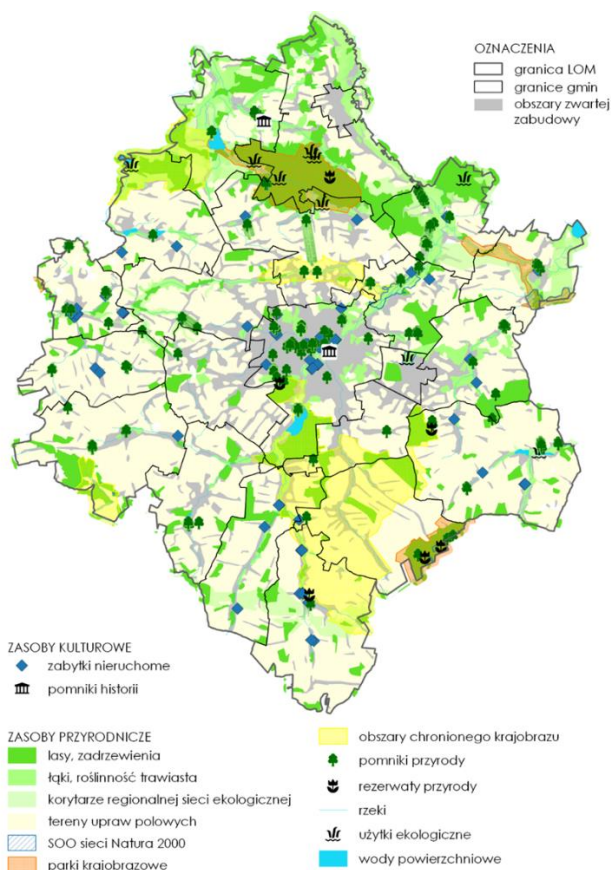 OZNACZENIA
granica LOM
granice gmin
obszary zwartej
zabudowy
ZASOBY KULTUROWE
zabytki nieruchome
pomniki historii
ZASOBY PRZYRODNICZE
lasy, zadrzewienia
łąki, roślinność trawiasta
korytarze regionalnej sieci ekologicznej
tereny upraw polowych
SOO sieci Natura 2000
parki krajobrazowe
obszary chronionego krajobrazu
pomniki przyrody
rezerwaty przyrody
rzeki
użytki ekologiczne
wody powierzchniowe